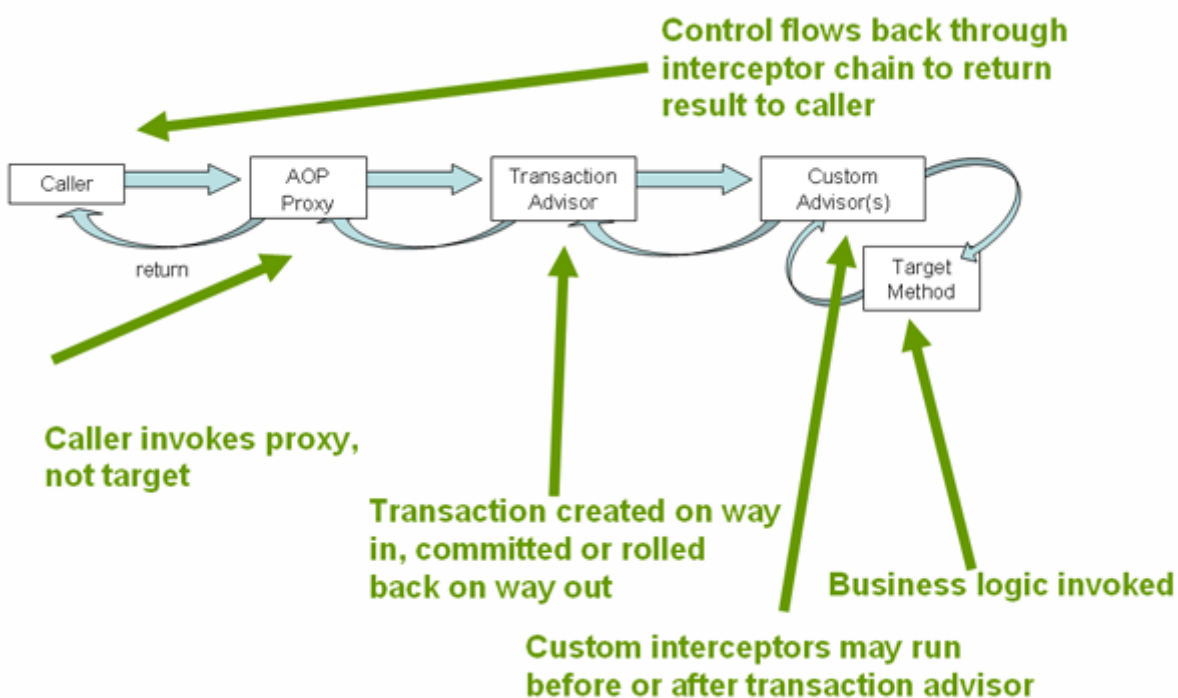 Control flows back through
interceptor chain to return
result to caller
Caller
AOP
Proxy
Transaction
Advisor
Custom
Advisor(s)
return
Target
Method
Caller invokes proxy,
not target
Transaction created on way
in, committed or rolled
back on way out
Business logic invoked
Custom interceptors may run
before or after transaction advisor